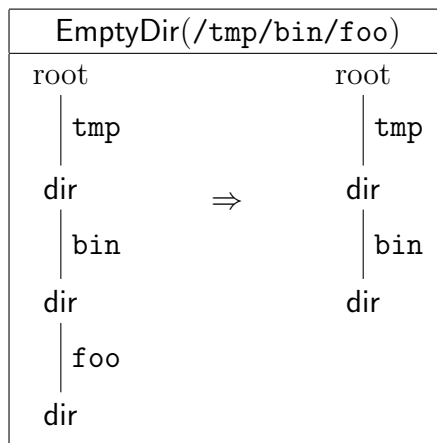 EmptyDir(/tmp/bin/foo)
root root
tmp tmp
dir ⇒ dir
bin bin
dir dir
foo
dir